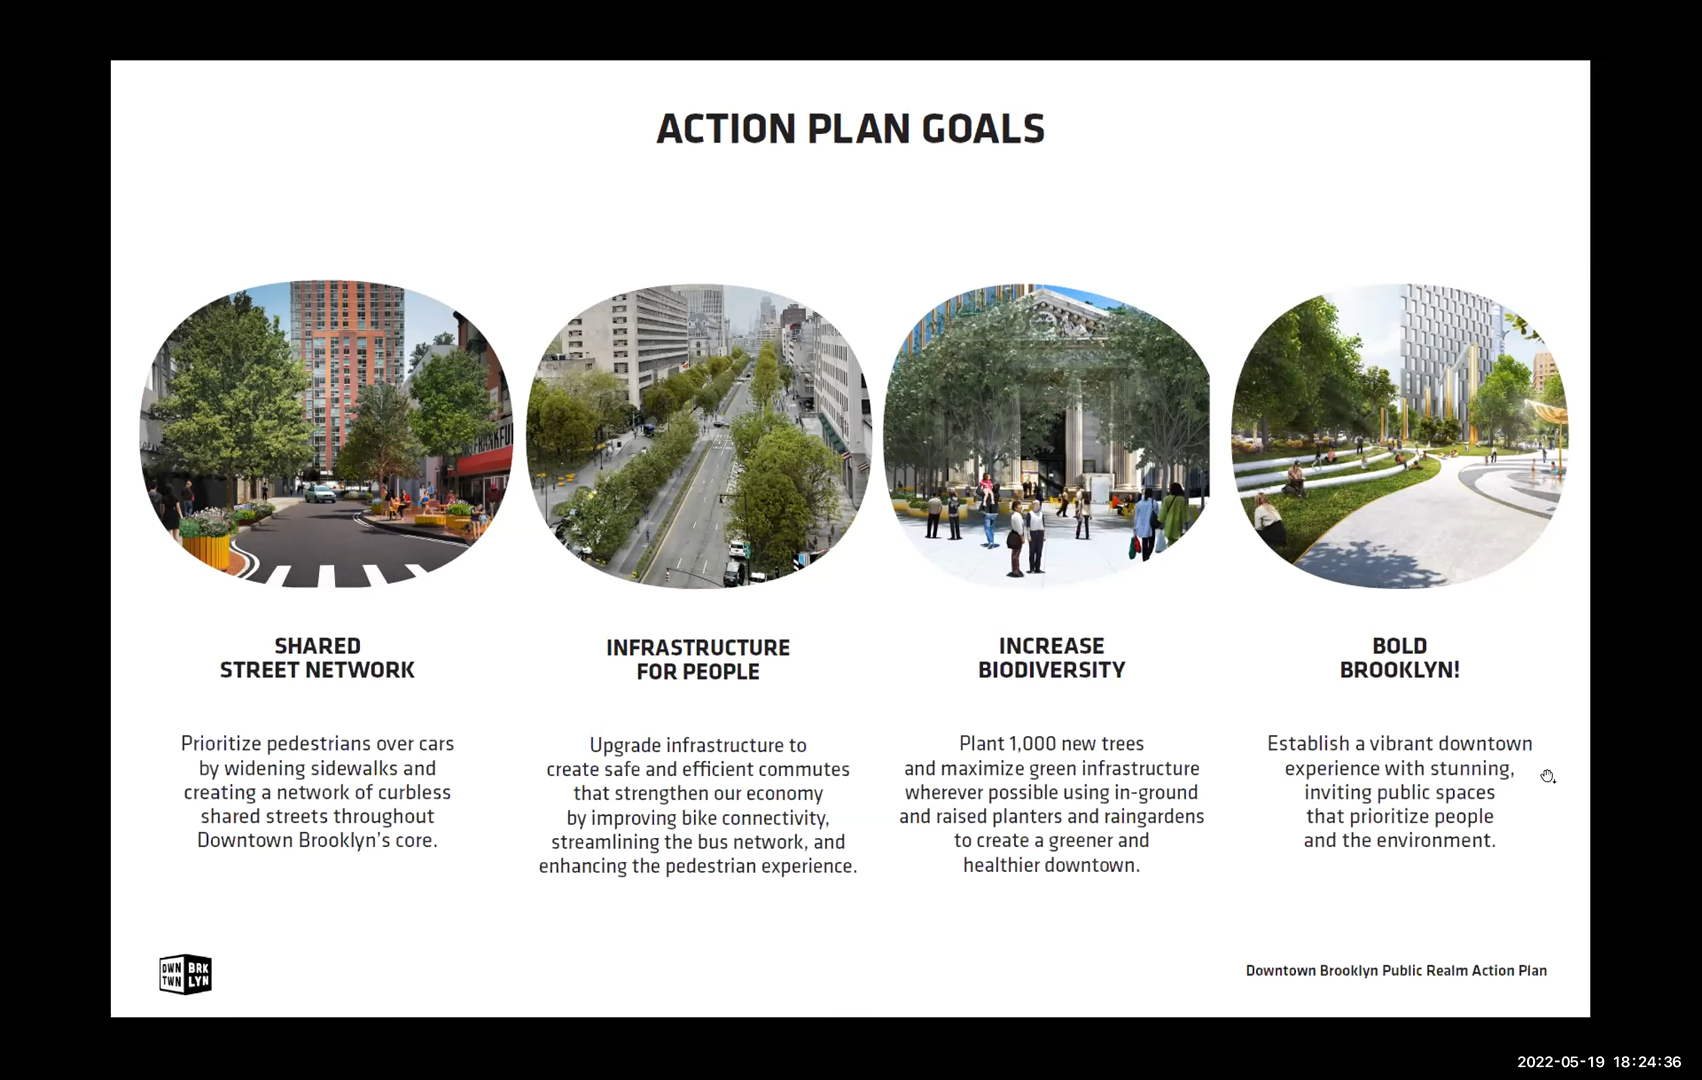 ACTION PLAN GOALS
SHARED
STREET NETWORK
Prioritize pedestrians over cars
by widening sidewalks and
creating a network of curbless
shared streets throughout
Downtown Brooklyn's core.
INFRASTRUCTURE
FOR PEOPLE
Upgrade infrastructure to
create safe and efficient commutes
that strengthen our economy
by improving bike connectivity,
streamlining the bus network, and
enhancing the pedestrian experience.
INCREASE
BIODIVERSITY
Plant 1,000 new trees
and maximize green infrastructure
wherever possible using in-ground
and raised planters and raingardens
to create a greener and
healthier downtown.
BOLD
BROOKLYN!
Establish a vibrant downtown
experience with stunning,
inviting public spaces
that prioritize people
and the environment.
DWN BRK
TWN LYN
Downtown Brooklyn Public Realm Action Plan
2022-05-19 18:24:36